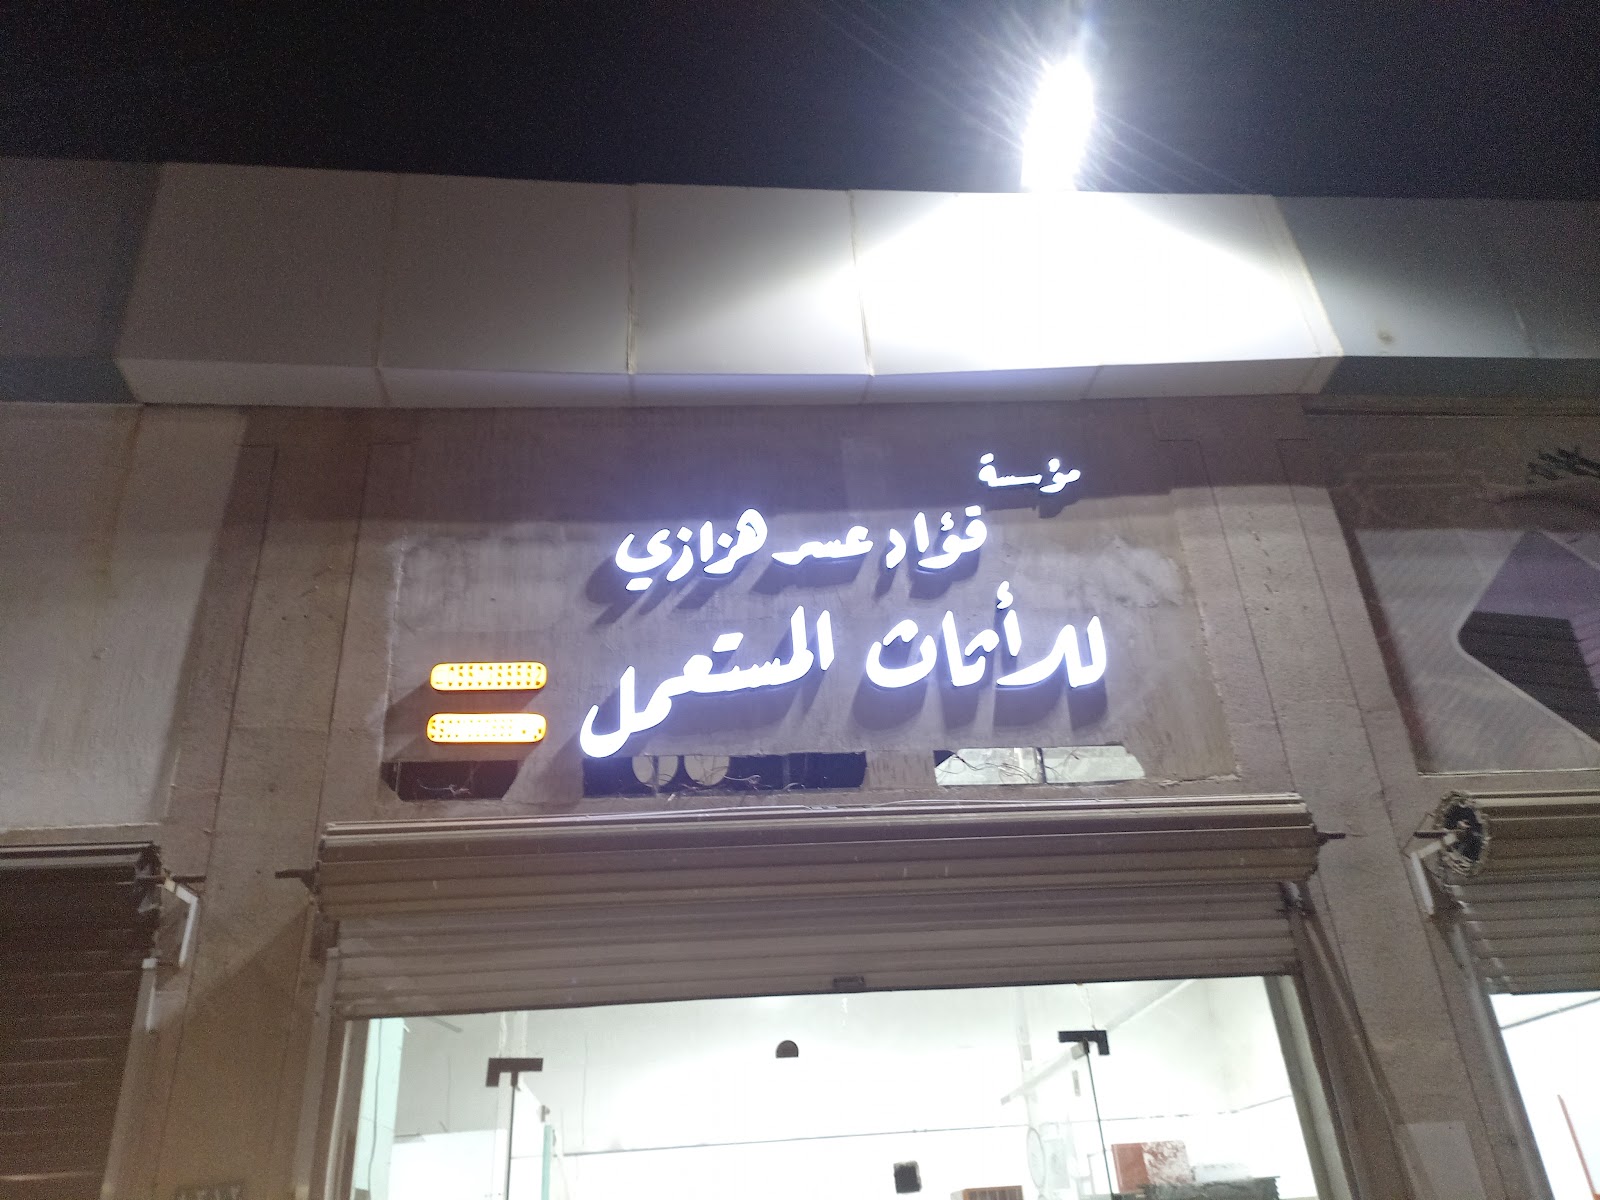 مؤسسة
فؤاد عسر هزازي
للأثاث المستعمل